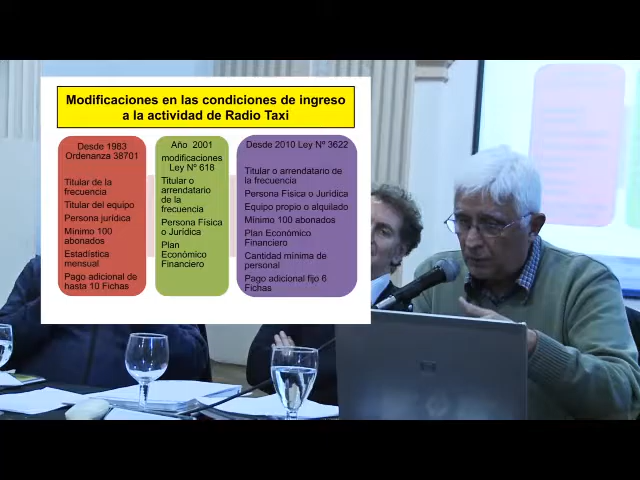 Modificaciones en las condiciones de ingreso
a la actividad de Radio Taxi
Desde 1983
Ordenanza 38701
Titular de la
frecuencia
Titular del equipo
Persona jurídica
Mínimo 100
abonados
Estadística
mensual
Pago adicional de
hasta 10 Fichas
Año 2001
modificaciones
Ley Nº 618
Titular o
arrendatario
de la
frecuencia
Persona Física
o Jurídica
Plan
Económico
Financiero
Desde 2010 Ley Nº 3622
Titular o arrendatario de
la frecuencia
Persona Física o Jurídica
Equipo propio o alquilado
Mínimo 100 abonados
Plan Económico
Financiero
Cantidad mínima de
personal
Pago adicional fijo 6
Fichas
hp